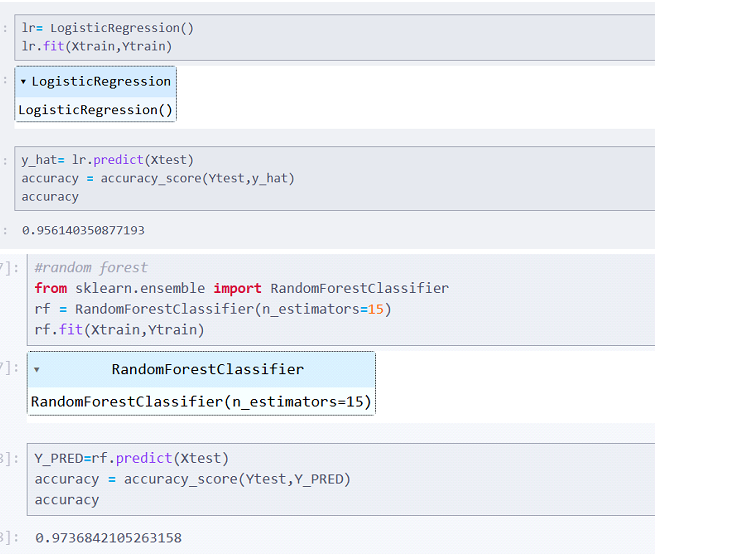 :
lr= LogisticRegression()
lr.fit(Xtrain,Ytrain)
:
▾ LogisticRegression
LogisticRegression()
:
y_hat= lr.predict(Xtest)
accuracy = accuracy_score(Ytest,y_hat)
accuracy
:
0.956140350877193
7]:
#random forest
from sklearn.ensemble import RandomForestClassifier
rf = RandomForestClassifier(n_estimators=15)
rf.fit(Xtrain,Ytrain)
7]:
▾ RandomForestClassifier
RandomForestClassifier(n_estimators=15)
8]:
Y_PRED=rf.predict(Xtest)
accuracy = accuracy_score(Ytest,Y_PRED)
accuracy
8]:
0.9736842105263158